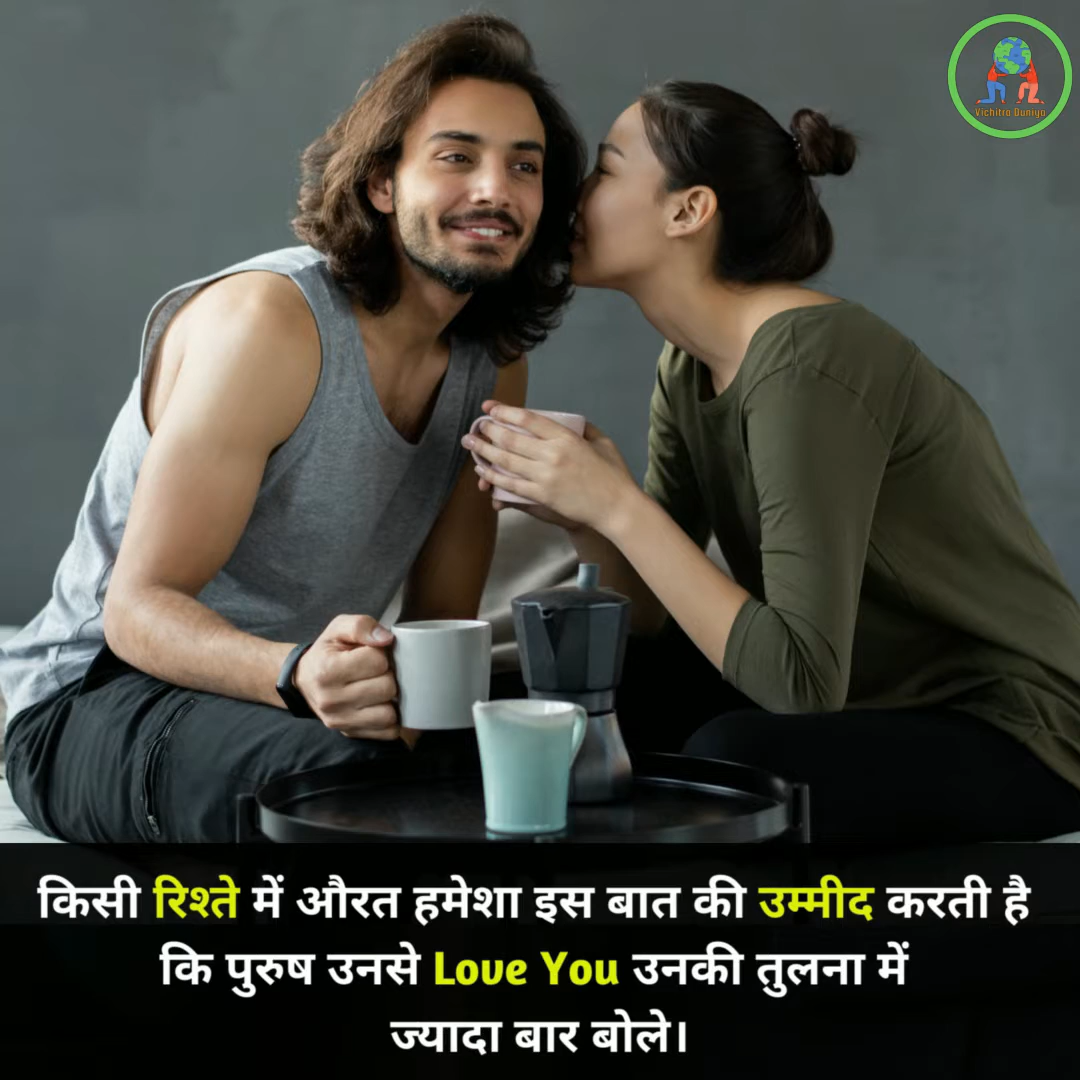 Vichitra Duniya
किसी रिश्ते में औरत हमेशा इस बात की उम्मीद करती है
कि पुरुष उनसे Love You उनकी तुलना में
ज्यादा बार बोले।